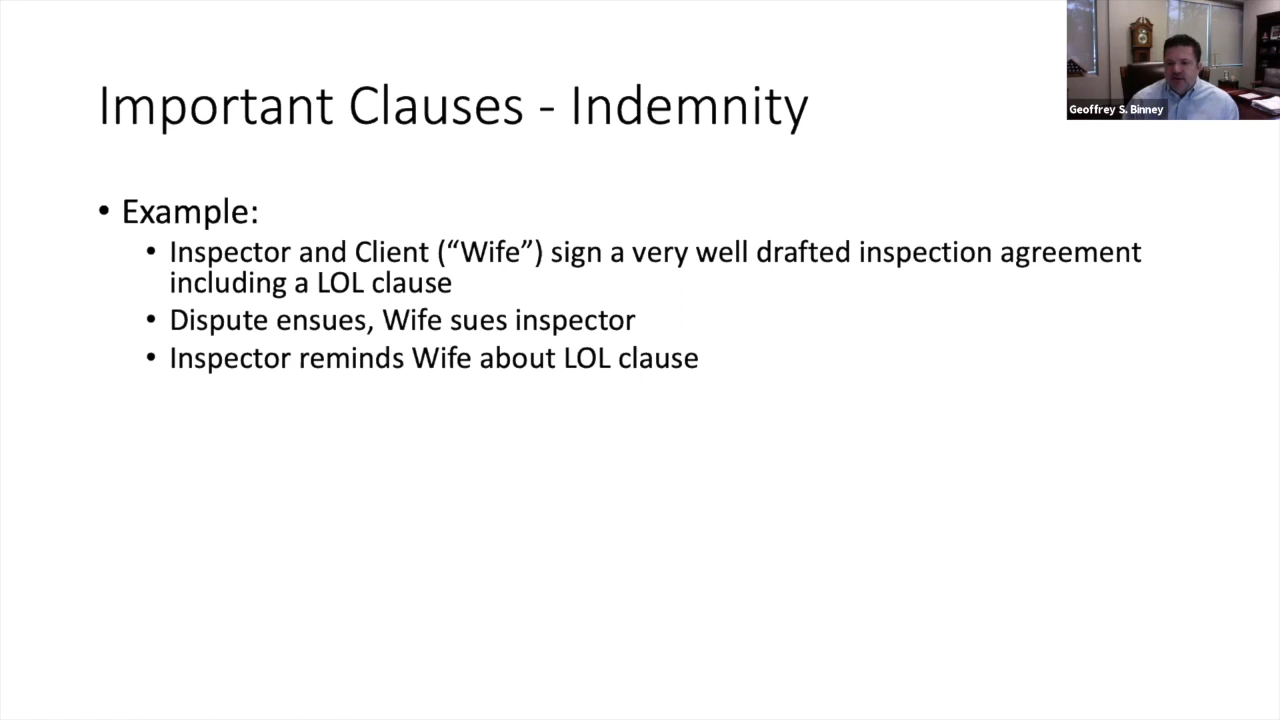 Important Clauses - Indemnity
Geoffrey S. Binney
• Example:
• Inspector and Client (“Wife”) sign a very well drafted inspection agreement
including a LOL clause
• Dispute ensues, Wife sues inspector
• Inspector reminds Wife about LOL clause